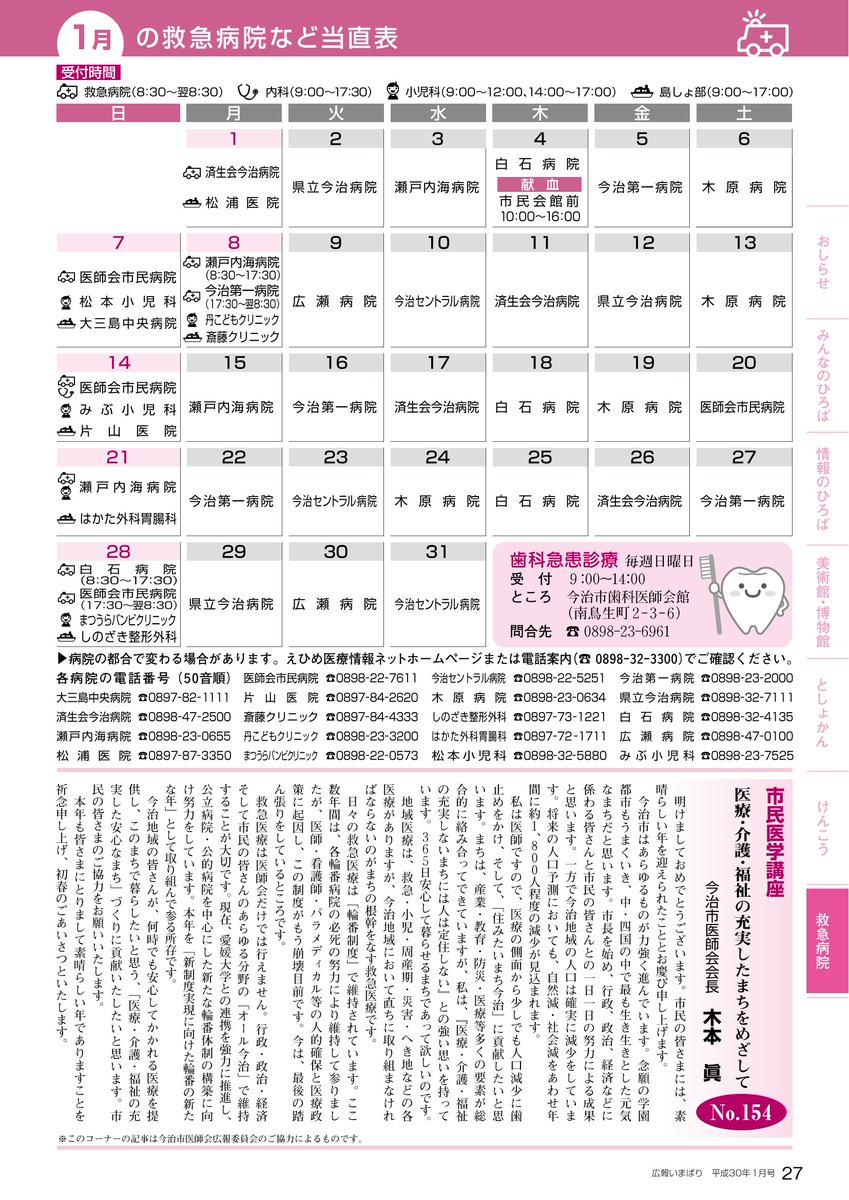 1月 の救急病院など当直表
受付時間
救急病院(8:30〜翌8:30) 内科(9:00〜17:30) 小児科(9:00〜12:00、14:00〜17:00) 島しょ部(9:00〜17:00)
日 月 火 水 木 金 土
1
済生会今治病院
松浦医院
2
県立今治病院
3
瀬戸内海病院
4
白石病院
献血
市民会館前
10:00〜16:00
5
今治第一病院
6
木原病院
7
医師会市民病院
松本小児科
大三島中央病院
8
瀬戸内海病院
(8:30〜17:30)
今治第一病院
(17:30〜翌8:30)
丹こどもクリニック
斎藤クリニック
9
広瀬病院
10
今治セントラル病院
11
済生会今治病院
12
県立今治病院
13
木原病院
14
医師会市民病院
みぶ小児科
片山医院
15
瀬戸内海病院
16
今治第一病院
17
済生会今治病院
18
白石病院
19
木原病院
20
医師会市民病院
21
瀬戸内海病院
はかた外科胃腸科
22
今治第一病院
23
今治セントラル病院
24
木原病院
25
白石病院
26
済生会今治病院
27
今治第一病院
28
白石病院
(8:30〜17:30)
医師会市民病院
(17:30〜翌8:30)
まつうらバンビクリニック
しのざき整形外科
29
県立今治病院
30
広瀬病院
31
今治セントラル病院
歯科急患診療 毎週日曜日
受付 9:00〜14:00
ところ 今治市歯科医師会館
(南鳥生町2-3-6)
問合先 ☎0898-23-6961
▶病院の都合で変わる場合があります。えひめ医療情報ネットホームページまたは電話案内(☎0898-32-3300)でご確認ください。
各病院の電話番号(50音順) 医師会市民病院 ☎0898-22-7611 今治セントラル病院 ☎0898-22-5251 今治第一病院 ☎0898-23-2000
大三島中央病院 ☎0897-82-1111 片山医院 ☎0897-84-2620 木原病院 ☎0898-23-0634 県立今治病院 ☎0898-32-7111
済生会今治病院 ☎0898-47-2500 斎藤クリニック ☎0897-84-4333 しのざき整形外科 ☎0897-73-1221 白石病院 ☎0898-32-4135
瀬戸内海病院 ☎0898-23-0655 丹こどもクリニック ☎0898-23-3200 はかた外科胃腸科 ☎0897-72-1711 広瀬病院 ☎0898-47-0100
松浦医院 ☎0897-87-3350 まつうらバンビクリニック ☎0898-22-0573 松本小児科 ☎0898-32-5880 みぶ小児科 ☎0898-23-7525
市民医学講座
医療・介護・福祉の充実したまちをめざして
今治市医師会会長 木本 眞
No.154
明けましておめでとうございます。市民の皆さまには、素
晴らしい年を迎えられたこととお慶び申し上げます。
今治市はあらゆるものが力強く進んでいます。念願の学園
都市もうまくいき、中・四国の中で最も生き生きとした元気
なまちだと思います。市長を始め、行政、政治、経済などに
係わる皆さんと市民の皆さんとの一日一日の努力による成果
と思います。一方で今治地域の人口は確実に減少をしていま
す。将来の人口予測においても、自然減・社会減をあわせ年
間に約1,800人程度の減少が見込まれます。
私は医師ですので、医療の側面から少しでも人口減少に歯
止めをかけ、そして、「住みたいまち今治」に貢献したいと思
います。まちは、産業・教育・防災・医療等多くの要素が総
合的に絡み合ってできていますが、私は、「医療・介護・福祉
の充実しないまちには人は定住しない」との強い思いを持って
います。365日安心して暮らせるまちであって欲しいのです。
地域医療は、救急・小児・周産期・災害・へき地などの各
医療がありますが、今治地域において直ちに取り組まなけれ
ばならないのがまちの根幹をなす救急医療です。
日々の救急医療は「輪番制度」で維持されています。ここ
数年間は、各輪番病院の必死の努力により維持して参りまし
たが、医師・看護師・パラメディカル等の人的確保と医療政
策に起因し、この制度がもう崩壊目前です。今は、最後の踏
ん張りをしているところです。
救急医療は医師会だけでは行えません。行政・政治・経済
そして市民の皆さんのあらゆる分野の「オール今治」で維持
することが大切です。現在、愛媛大学との連携を強力に推進し、
公立病院・公的病院を中心にした新たな輪番体制の構築に向
け努力をしています。本年を「新制度実現に向けた輪番の新た
な年」として取り組んで参る所存です。
今治地域の皆さんが、何時でも安心してかかれる医療を提
供し、このまちで暮らしたいと思う、「医療・介護・福祉の充
実した安心なまち」づくりに貢献いたしたいと思います。市
民の皆さまのご協力をお願いいたします。
本年も皆さまにとりまして素晴らしい年でありますことを
祈念申し上げ、初春のごあいさつといたします。
※このコーナーの記事は今治市医師会広報委員会のご協力によるものです。
おしらせ
みんなのひろば
情報のひろば
美術館・博物館
としょかん
けんこう
救急病院
広報いまばり 平成30年1月号 27